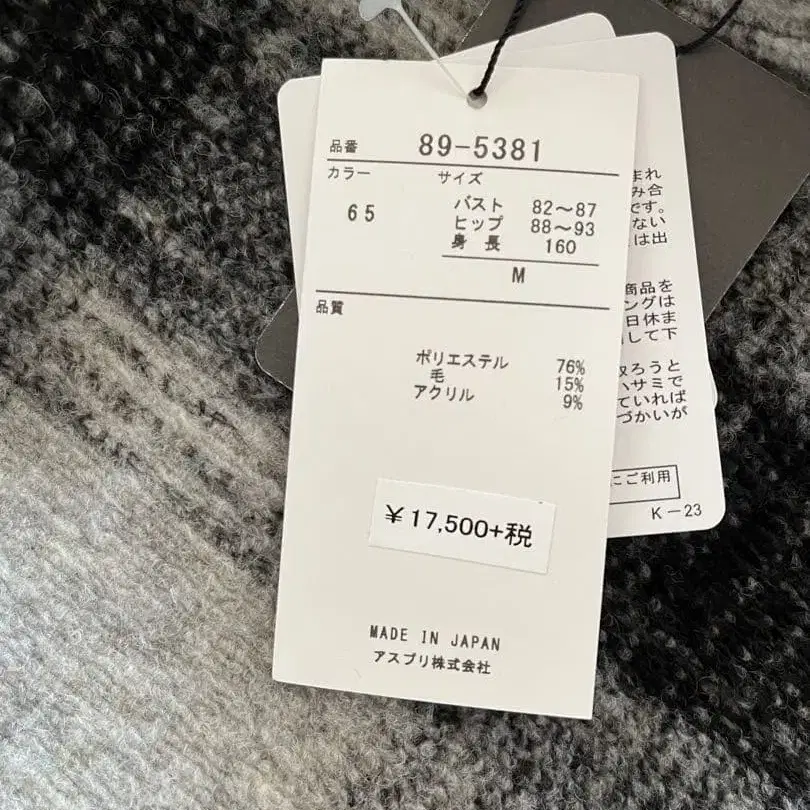 品番 89-5381
カラー サイズ
65
バスト 82～87
ヒップ 88～93
身長 160
M
品質
ポリエステル 76%
毛 15%
アクリル 9%
￥17,500+税
MADE IN JAPAN
アスプリ株式会社
まれ
み合
です。
ない
は出
商品を
ングは
日休ま
して下
取ろうと
ハサミで
ていれば
づかいが
にご利用
K-23